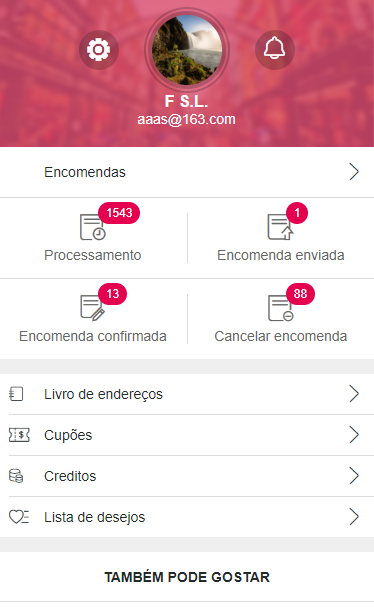 F S.L.
aaas@163.com
Encomendas
1543
Processamento
1
Encomenda enviada
13
Encomenda confirmada
88
Cancelar encomenda
Livro de endereços
Cupões
Creditos
Lista de desejos
TAMBÉM PODE GOSTAR